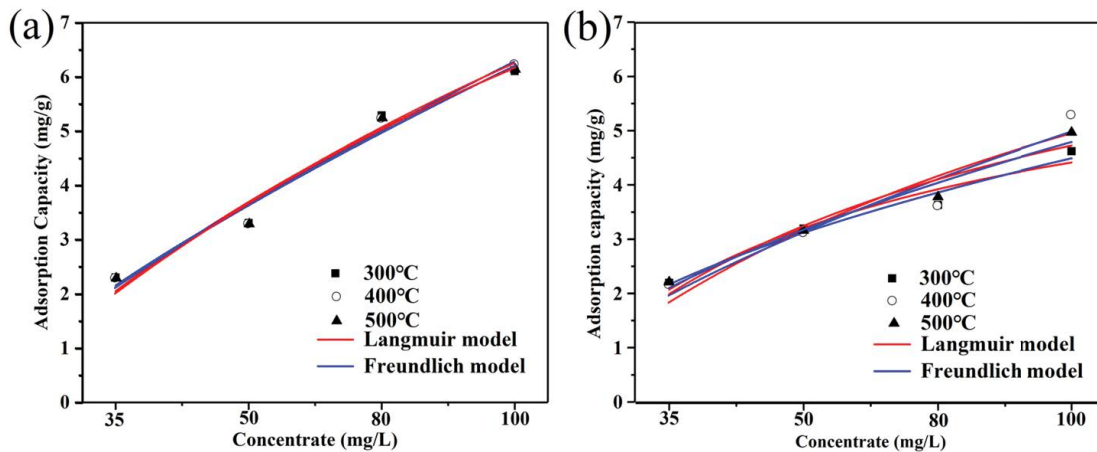 (a)
Adsorption Capacity (mg/g)
7
6
5
4
3
2
1
0
300°C
400°C
500°C
Langmuir model
Freundlich model
35
50
80
100
Concentrate (mg/L)
(b)
Adsorption capacity (mg/g)
7
6
5
4
3
2
1
0
300°C
400°C
500°C
Langmuir model
Freundlich model
35
50
80
100
Concentrate (mg/L)